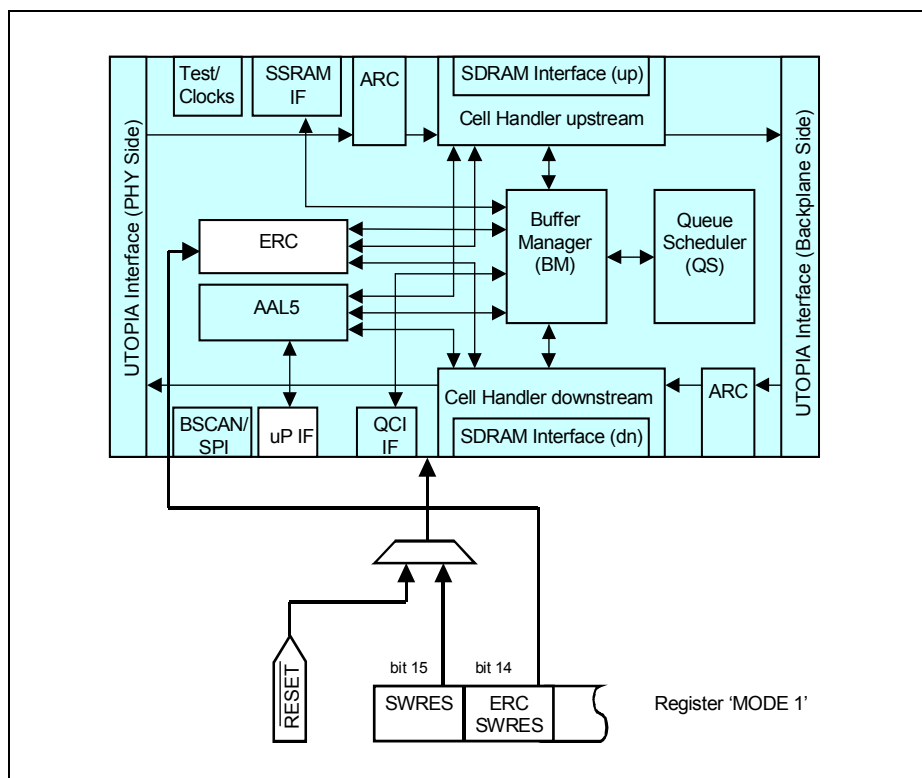 Test/
Clocks
SSRAM
IF
ARC
SDRAM Interface (up)
Cell Handler upstream
UTOPIA Interface (PHY Side)
UTOPIA Interface (Backplane Side)
ERC
Buffer
Manager
(BM)
Queue
Scheduler
(QS)
AAL5
BSCAN/
SPI
uP IF
QCI
IF
Cell Handler downstream
SDRAM Interface (dn)
ARC
RESET
bit 15
bit 14
SWRES
ERC
SWRES
Register 'MODE 1'